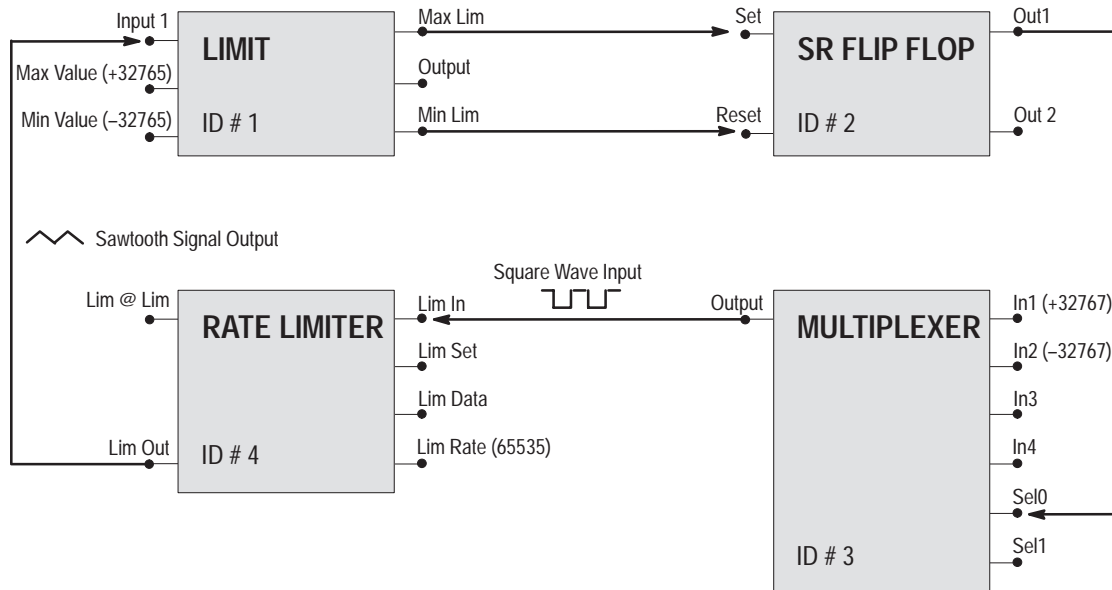 Input 1
Max Value (+32765)
Min Value (–32765)
LIMIT
ID # 1
Max Lim
Output
Min Lim
Set
Reset
SR FLIP FLOP
ID # 2
Out1
Out 2
Sawtooth Signal Output
Square Wave Input
Lim @ Lim
Lim Out
RATE LIMITER
ID # 4
Lim In
Lim Set
Lim Data
Lim Rate (65535)
Output
MULTIPLEXER
ID # 3
In1 (+32767)
In2 (–32767)
In3
In4
Sel0
Sel1